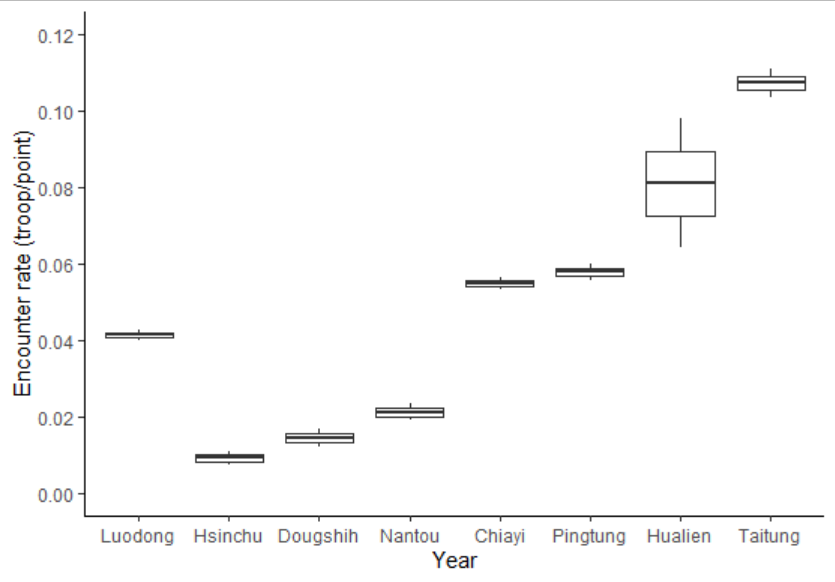 Encounter rate (troop/point)
0.12
0.10
0.08
0.06
0.04
0.02
0.00
Luodong Hsinchu Dougshih Nantou Chiayi Pingtung Hualien Taitung
Year